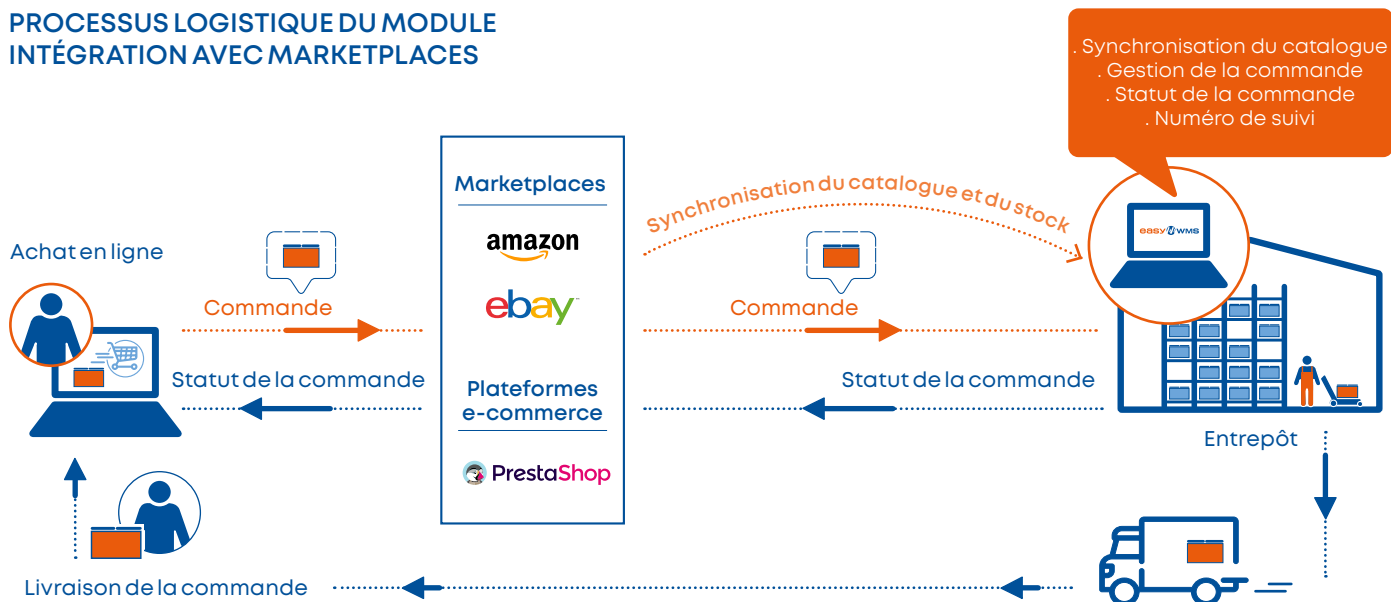 PROCESSUS LOGISTIQUE DU MODULE
INTÉGRATION AVEC MARKETPLACES
. Synchronisation du catalogue
. Gestion de la commande
. Statut de la commande
. Numéro de suivi
Marketplaces
amazon
ebay
Plateformes
e-commerce
PrestaShop
Synchronisation du catalogue et du stock
easy WMS
Achat en ligne
Commande
Commande
Statut de la commande
Statut de la commande
Entrepôt
Livraison de la commande